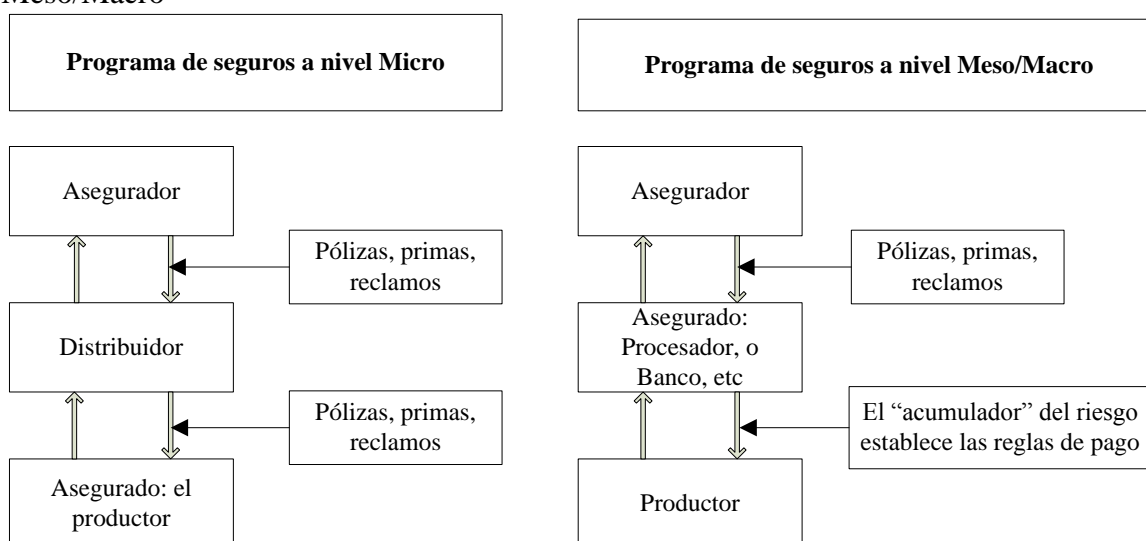 Meso/Macro
Programa de seguros a nivel Micro
Asegurador
Pólizas, primas,
reclamos
Distribuidor
Pólizas, primas,
reclamos
Asegurado: el
productor
Programa de seguros a nivel Meso/Macro
Asegurador
Pólizas, primas,
reclamos
Asegurado:
Procesador, o
Banco, etc
El “acumulador” del riesgo
establece las reglas de pago
Productor